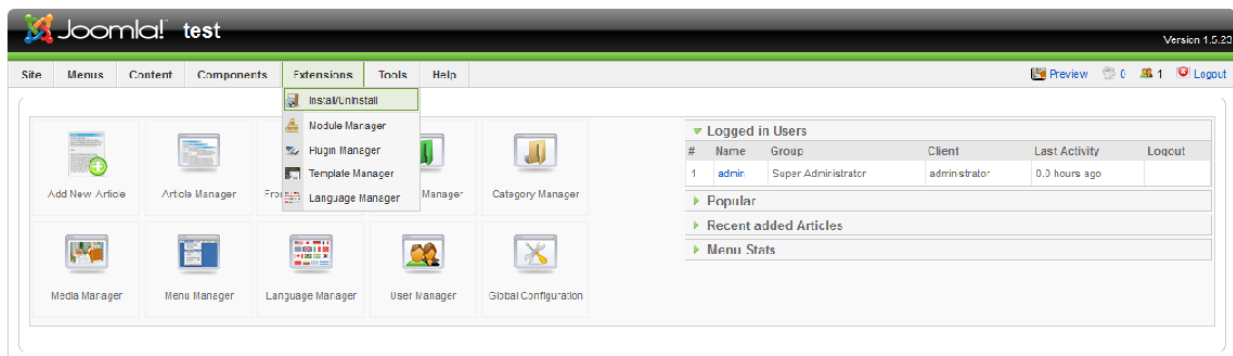 Joomla! test
Version 1.5.23
Site Menus Content Components Extensions Tools Help Preview 0 1 Logout
Install/Uninstall
Module Manager
Plugin Manager
Template Manager
Language Manager
Add New Article Article Manager Fro Manager Category Manager
Media Manager Menu Manager Language Manager User Manager Global Configuration
Logged in Users
# Name Group Client Last Activity Logout
1 admin Super Administrator administrator 0.0 hours ago
Popular
Recent added Articles
Menu Stats